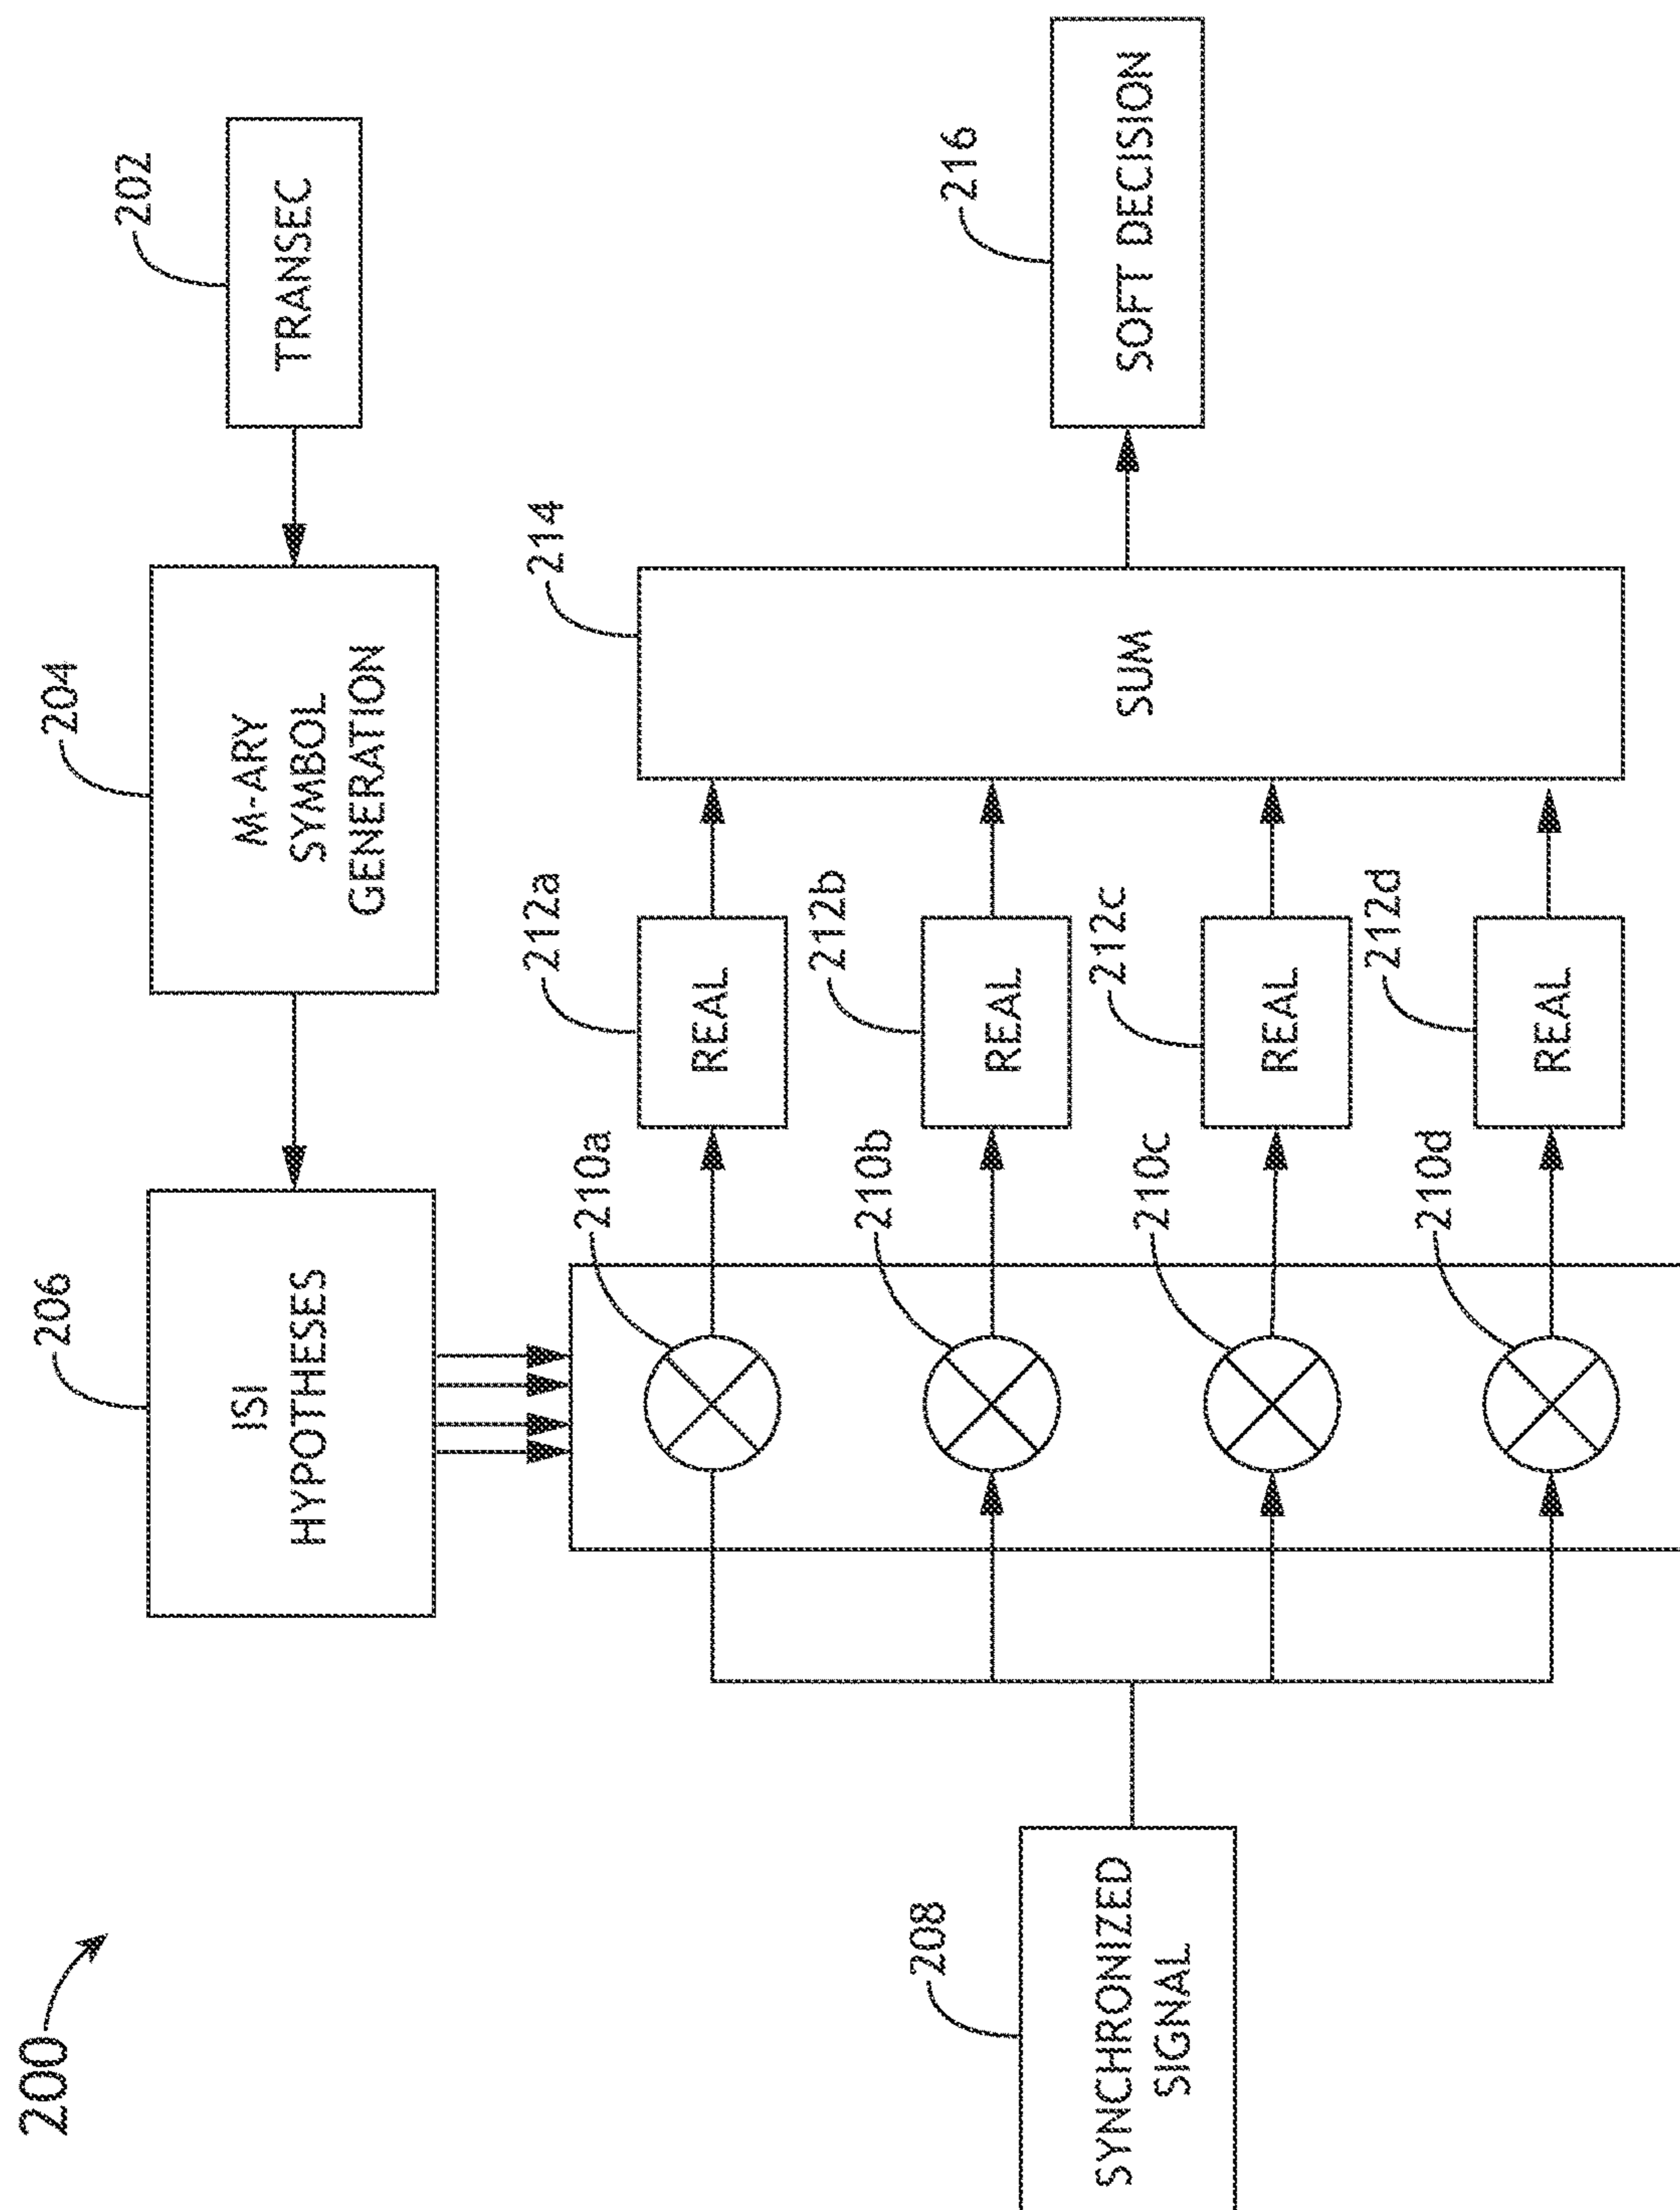 200
206
ISI
HYPOTHESES
204
M-ARY
SYMBOL
GENERATION
202
TRANSEC
208
SYNCHRONIZED
SIGNAL
210a
212a
REAL
210b
212b
REAL
210c
212c
REAL
210d
212d
REAL
214
SUM
216
SOFT DECISION